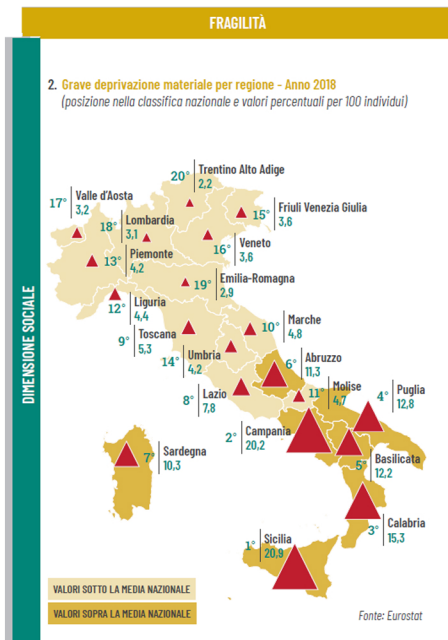 FRAGILITÀ
DIMENSIONE SOCIALE
2. Grave deprivazione materiale per regione - Anno 2018
(posizione nella classifica nazionale e valori percentuali per 100 individui)
20° Trentino Alto Adige
2,2
17° Valle d'Aosta
3,2
18° Lombardia
3,1
15° Friuli Venezia Giulia
3,6
16° Veneto
3,6
13° Piemonte
4,2
19° Emilia-Romagna
2,9
12° Liguria
4,4
9° Toscana
5,3
10° Marche
4,8
14° Umbria
4,2
6° Abruzzo
11,3
8° Lazio
7,8
11° Molise
4,7
4° Puglia
12,8
2° Campania
20,2
5° Basilicata
12,2
7° Sardegna
10,3
3° Calabria
15,3
1° Sicilia
20,9
VALORI SOTTO LA MEDIA NAZIONALE
VALORI SOPRA LA MEDIA NAZIONALE
Fonte: Eurostat